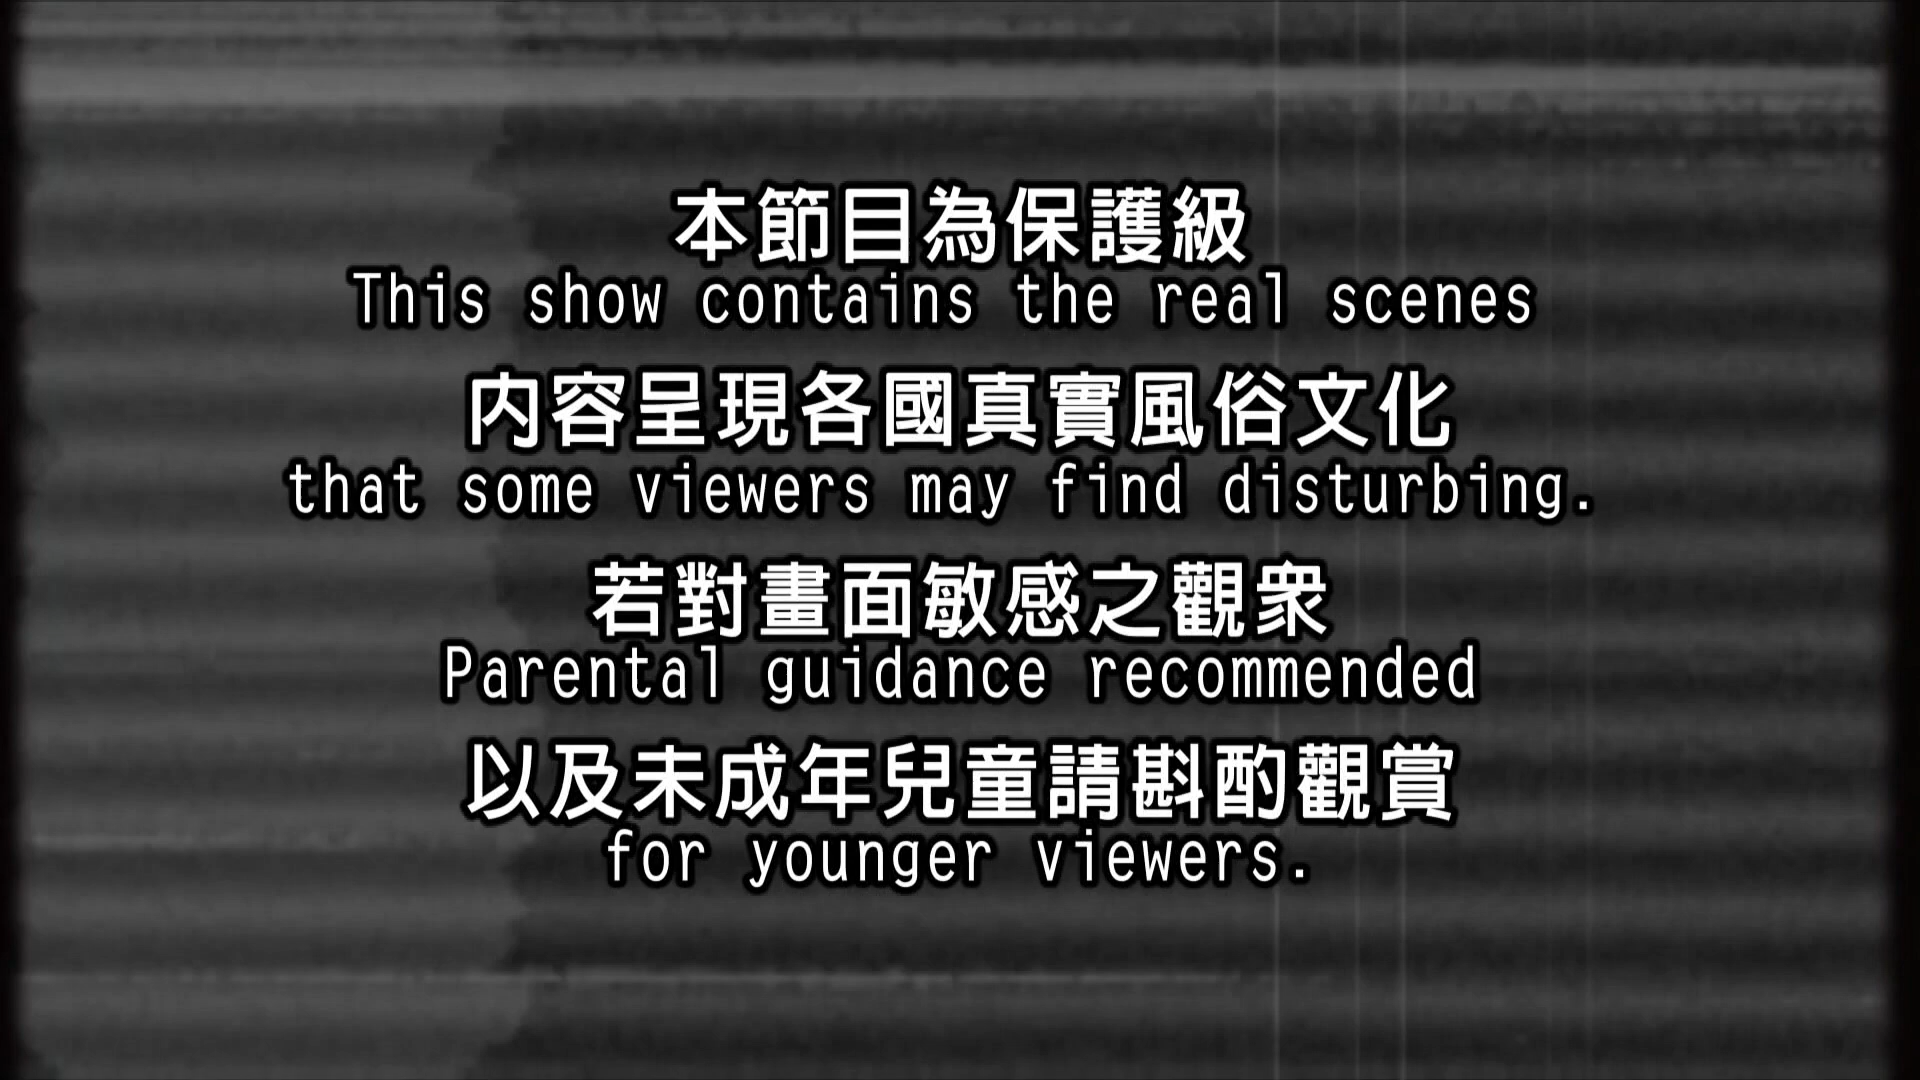 本節目為保護級
This show contains the real scenes
內容呈現各國真實風俗文化
that some viewers may find disturbing.
若對畫面敏感之觀眾
Parental guidance recommended
以及未成年兒童請斟酌觀賞
for younger viewers.